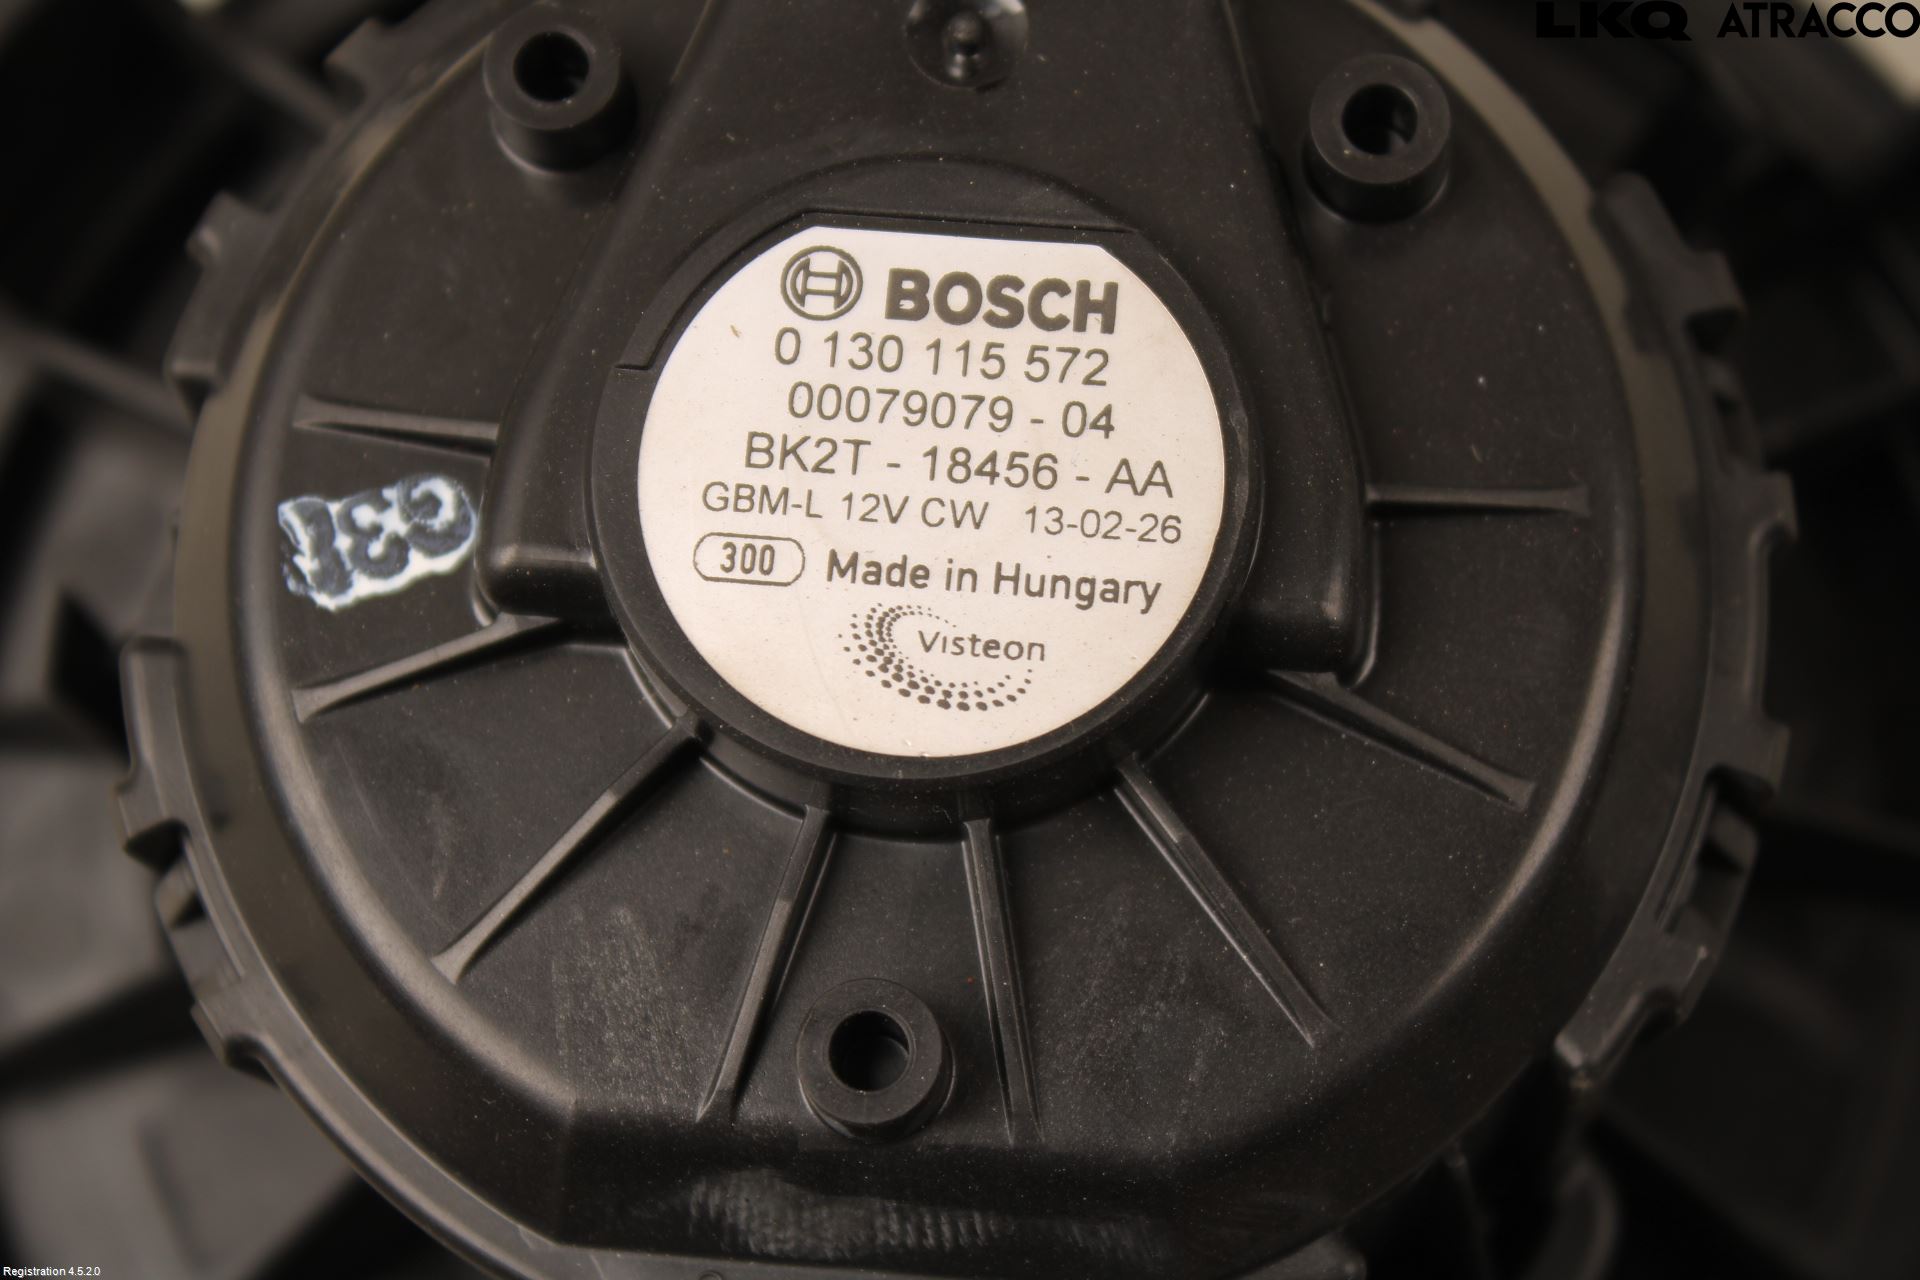 LKQ ATRACCO
BOSCH
0 130 115 572
00079079 - 04
BK2T - 18456 - AA
GBM-L 12V CW 13-02-26
300 Made in Hungary
Visteon
Registration 4.5.2.0